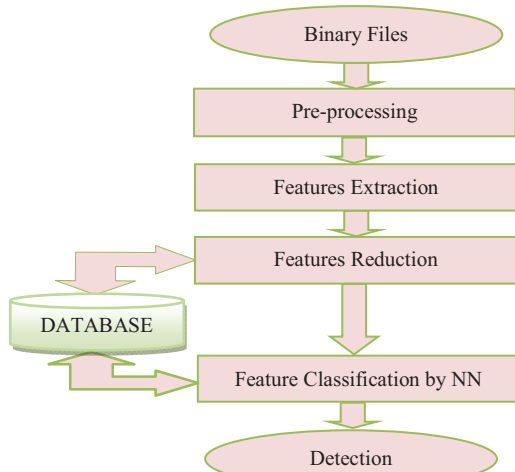 Binary Files
Pre-processing
Features Extraction
Features Reduction
DATABASE
Feature Classification by NN
Detection